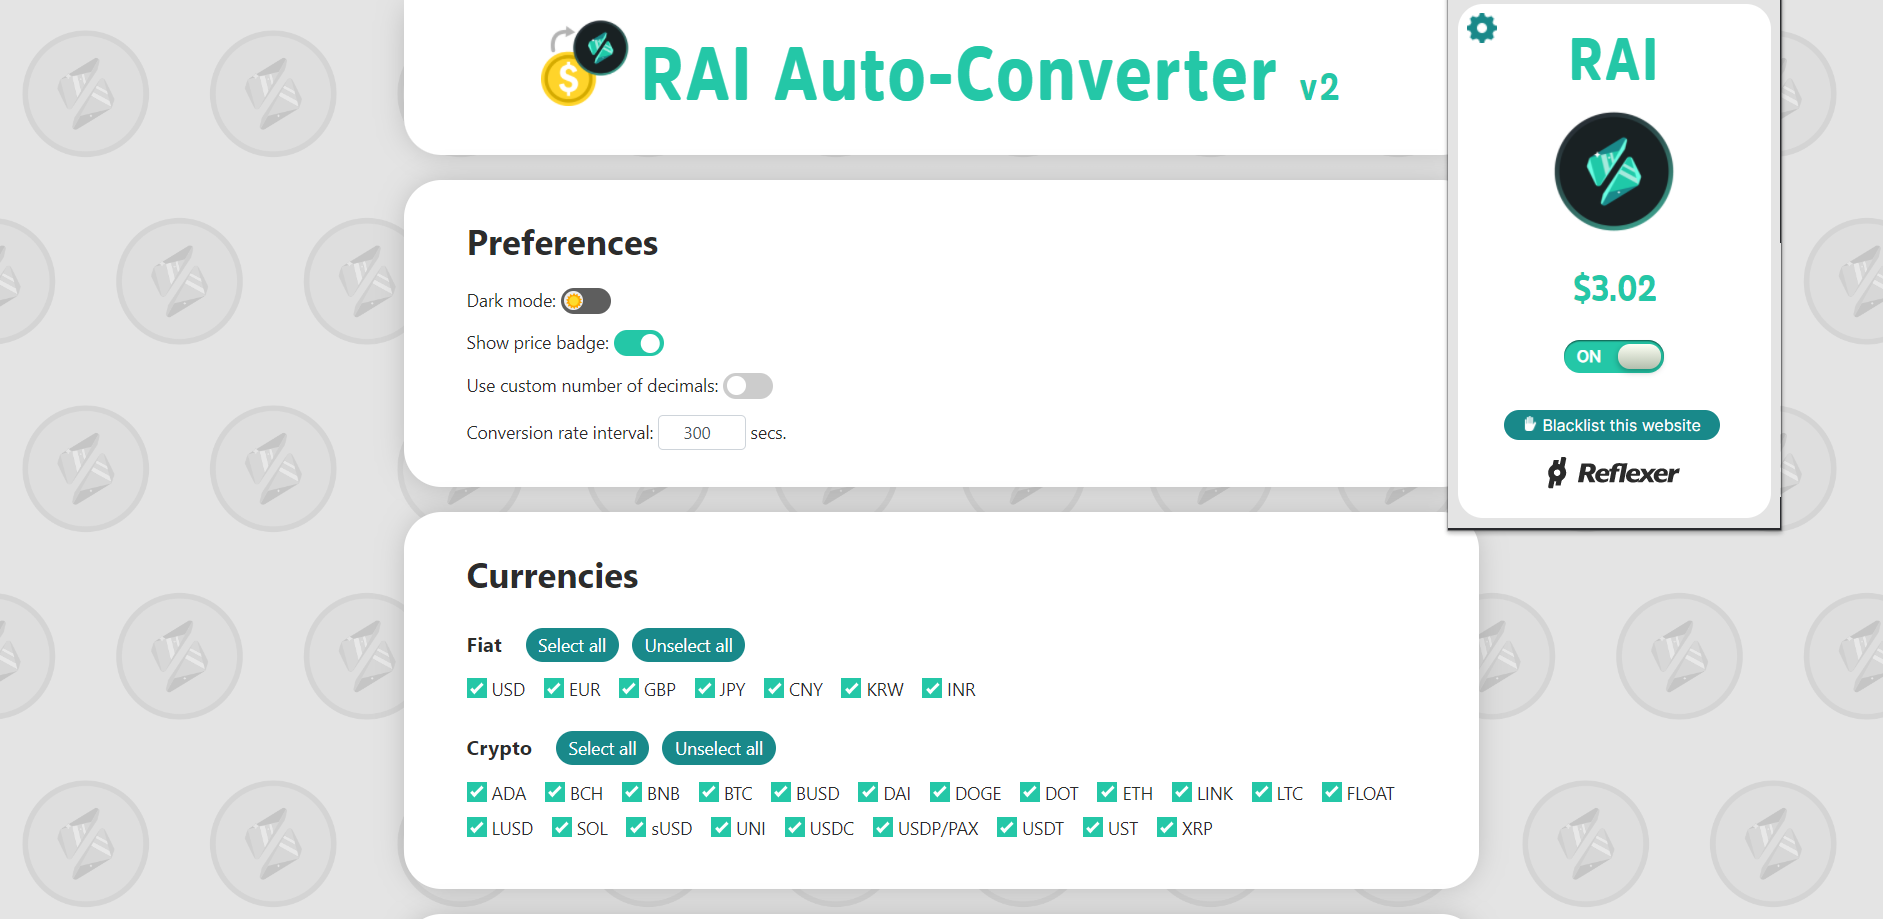 RAI Auto-Converter v2
Preferences
Dark mode:
Show price badge:
Use custom number of decimals:
Conversion rate interval: 300 secs.
Currencies
Fiat Select all Unselect all
USD EUR GBP JPY CNY KRW INR
Crypto Select all Unselect all
ADA BCH BNB BTC BUSD DAI DOGE DOT ETH LINK LTC FLOAT
LUSD SOL sUSD UNI USDC USDP/PAX USDT UST XRP
RAI
$3.02
ON
Blacklist this website
Reflexer